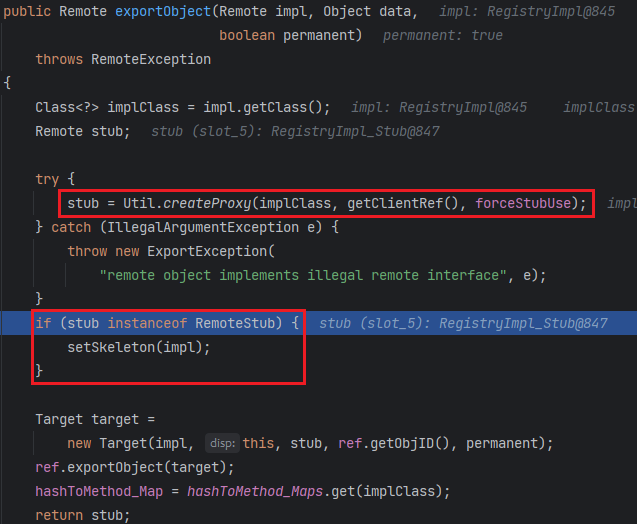 public Remote exportObject(Remote impl, Object data,   impl: RegistryImpl@845
                           boolean permanent)   permanent: true
    throws RemoteException
{
    Class<?> implClass = impl.getClass();   impl: RegistryImpl@845    implClass
    Remote stub;   stub (slot_5): RegistryImpl_Stub@847
    try {
        stub = Util.createProxy(implClass, getClientRef(), forceStubUse);   impl
    } catch (IllegalArgumentException e) {
        throw new ExportException(
            "remote object implements illegal remote interface", e);
    }
    if (stub instanceof RemoteStub) {   stub (slot_5): RegistryImpl_Stub@847
        setSkeleton(impl);
    }
    Target target =
        new Target(impl, disp: this, stub, ref.getObjID(), permanent);
    ref.exportObject(target);
    hashToMethod_Map = hashToMethod_Maps.get(implClass);
    return stub;